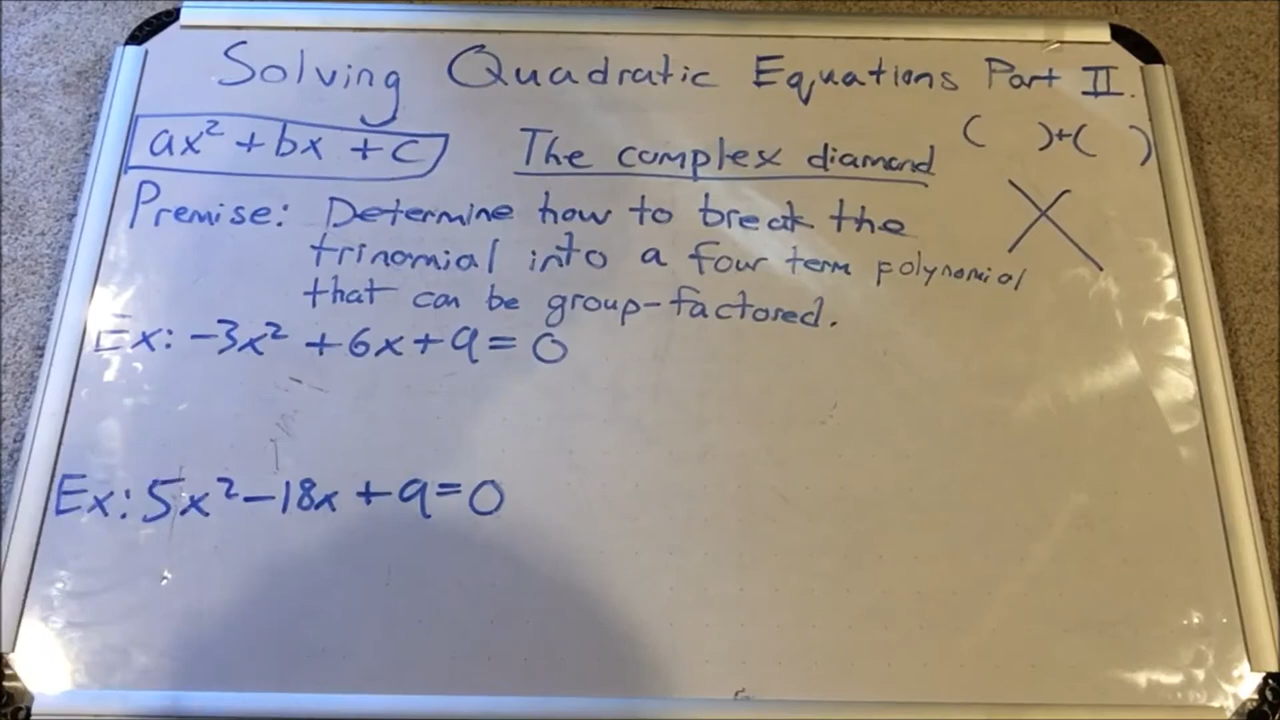 Solving Quadratic Equations Part II.
ax² + bx + c The complex diamond ( )+( )
Premise: Determine how to break the
trinomial into a four term polynomial
that can be group-factored.
Ex: -3x² +6x+9=0
Ex: 5x²-18x+9=0